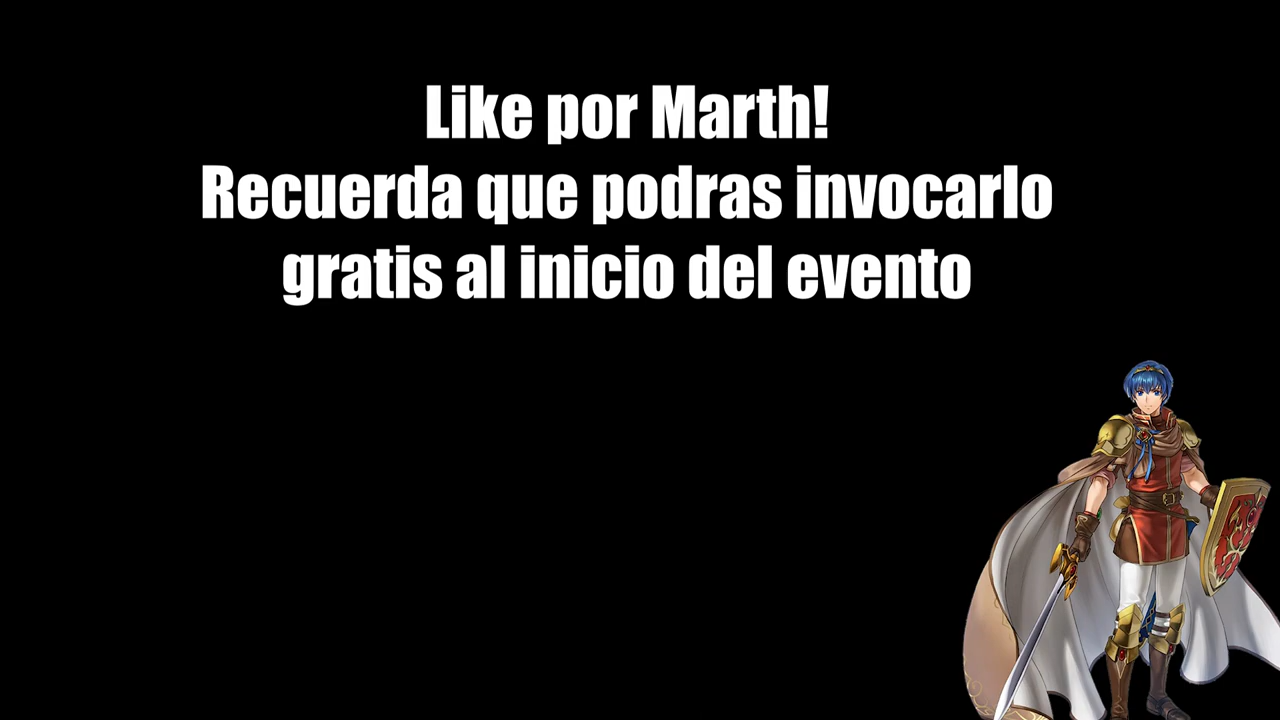 Like por Marth!
Recuerda que podras invocarlo
gratis al inicio del evento